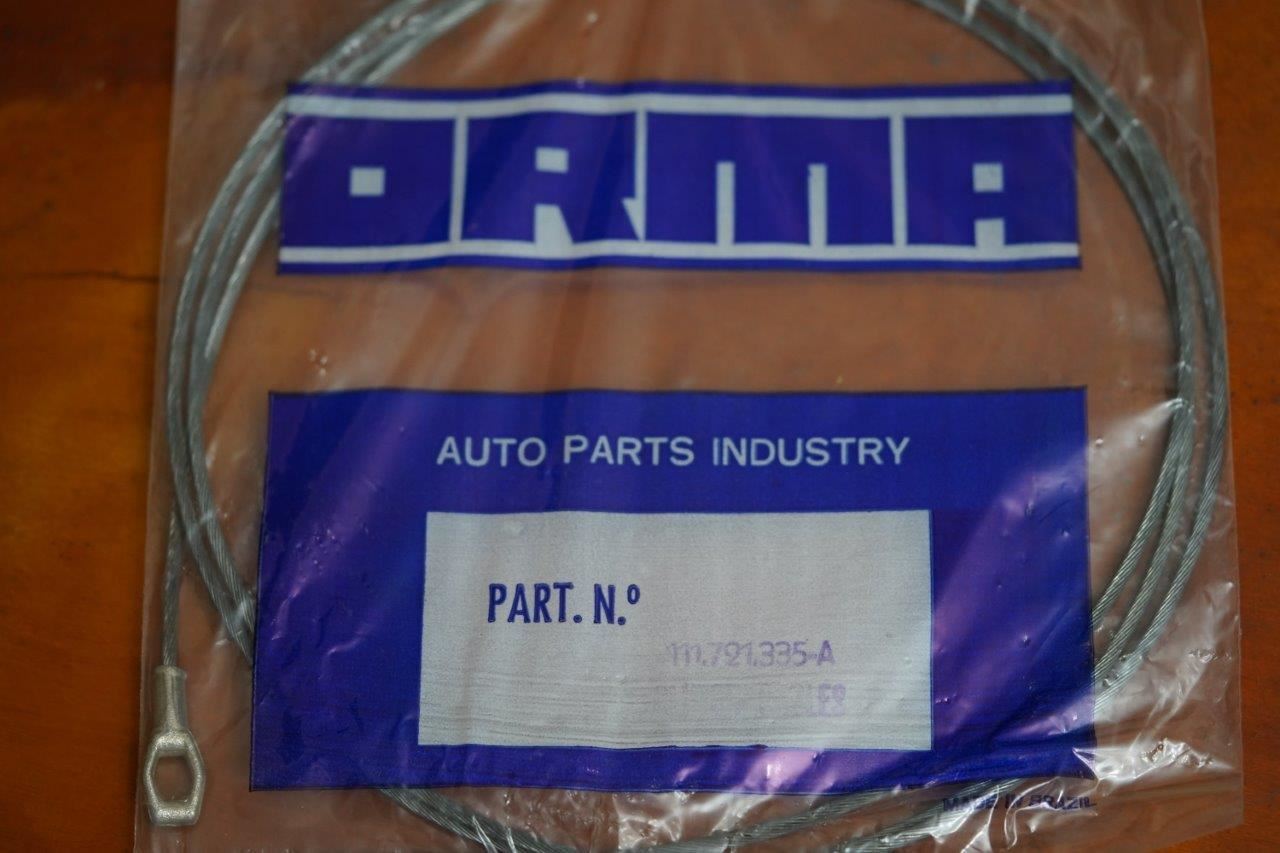 ORMA
AUTO PARTS INDUSTRY
PART. N.º
111.721.335-A
MADE IN BRAZIL